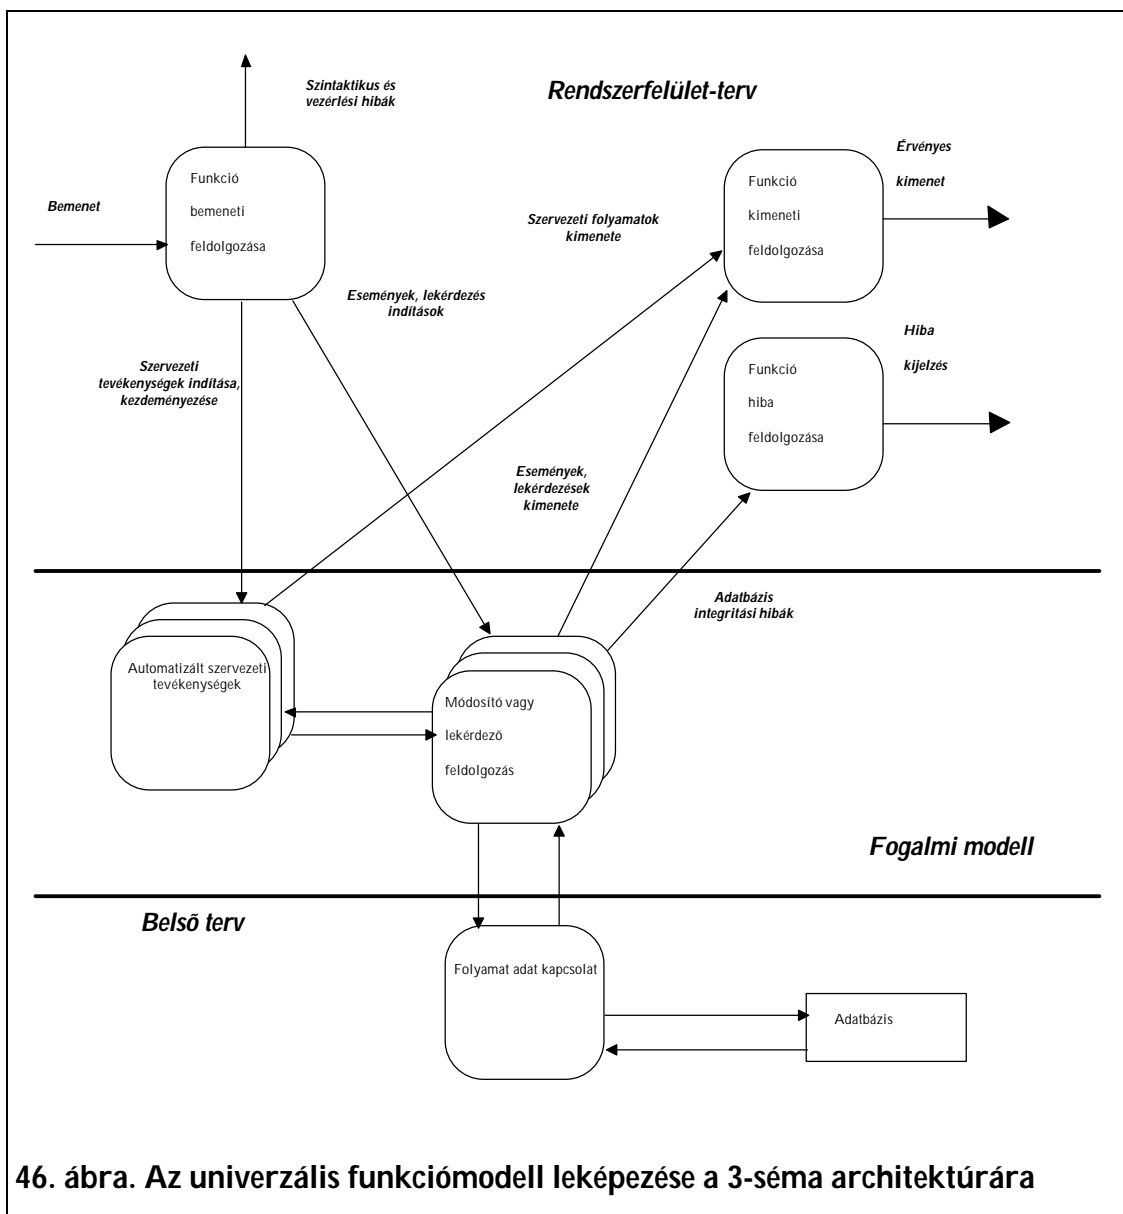 Szintaktikus és
vezérlési hibák
Rendszerfelület-terv
Bemenet
Funkció
bemeneti
feldolgozása
Szervezeti folyamatok
kimenete
Funkció
kimeneti
feldolgozása
Érvényes
kimenet
Események, lekérdezés
indítások
Szervezeti
tevékenységek indítása,
kezdeményezése
Funkció
hiba
feldolgozása
Hiba
kijelzés
Események,
lekérdezések
kimenete
Adatbázis
integritási hibák
Automatizált szervezeti
tevékenységek
Módosító vagy
lekérdező
feldolgozás
Fogalmi modell
Belső terv
Folyamat adat kapcsolat
Adatbázis
46. ábra. Az univerzális funkciómodell leképezése a 3-séma architektúrára